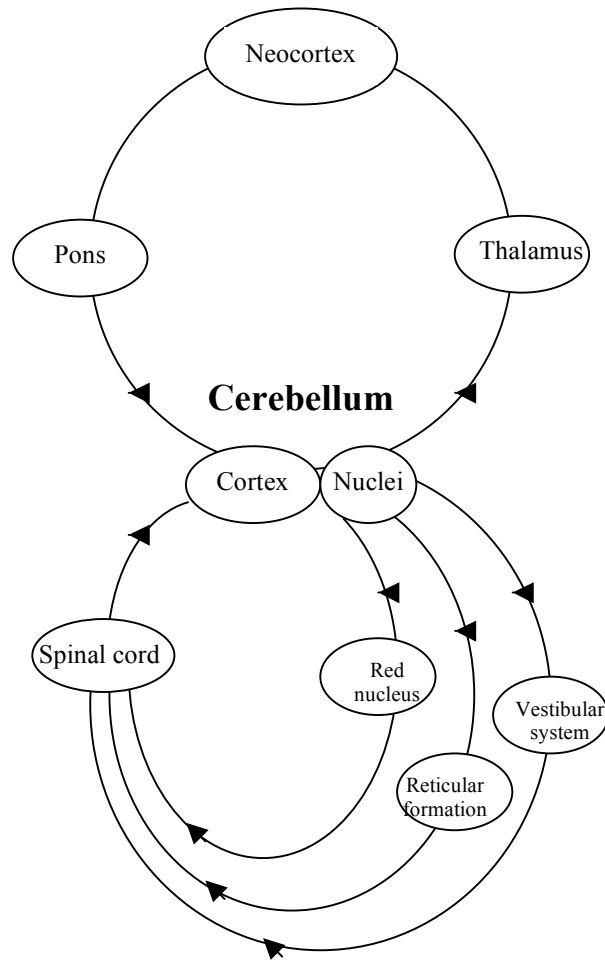 Neocortex
Pons
Thalamus
Cerebellum
Cortex
Nuclei
Spinal cord
Red
nucleus
Vestibular
system
Reticular
formation